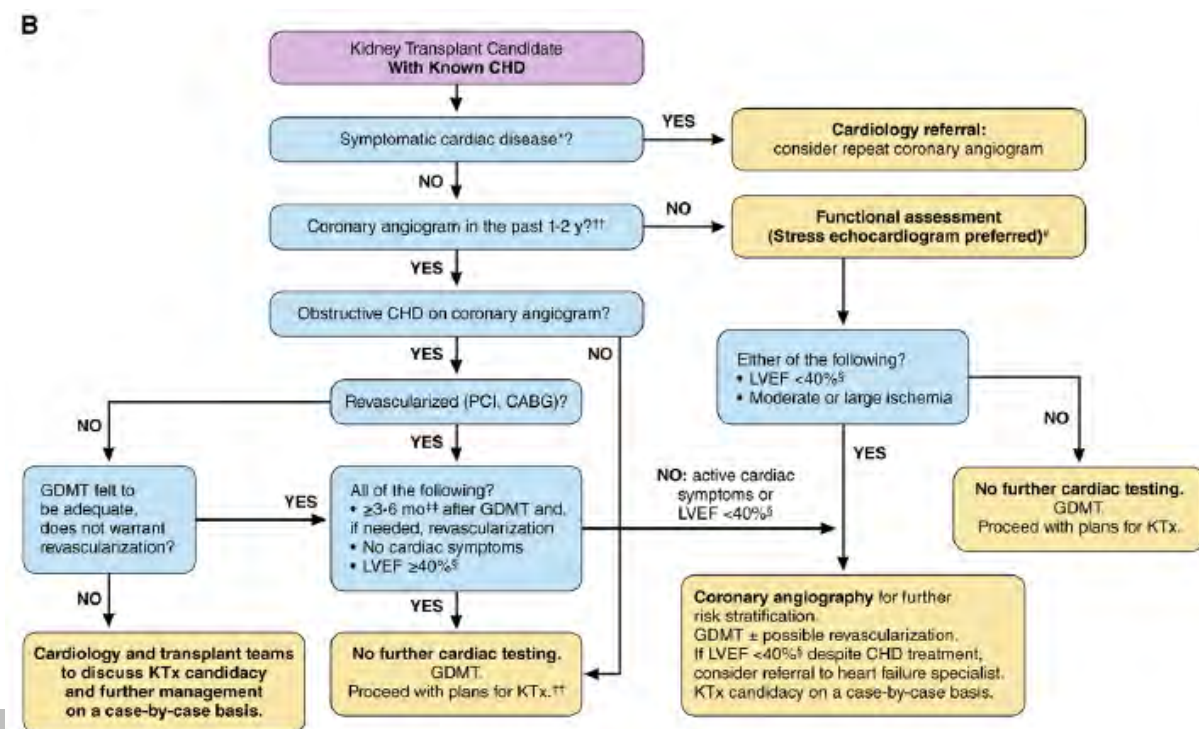 B
Kidney Transplant Candidate
With Known CHD
Symptomatic cardiac disease*?
YES
Cardiology referral:
consider repeat coronary angiogram
NO
Coronary angiogram in the past 1-2 y?††
NO
Functional assessment
(Stress echocardiogram preferred)#
YES
Obstructive CHD on coronary angiogram?
YES
NO
Either of the following?
• LVEF <40%§
• Moderate or large ischemia
Revascularized (PCI, CABG)?
NO
YES
NO
YES
GDMT felt to
be adequate,
does not warrant
revascularization?
YES
All of the following?
• ≥3-6 mo‡‡ after GDMT and,
if needed, revascularization
• No cardiac symptoms
• LVEF ≥40%§
NO: active cardiac
symptoms or
LVEF <40%§
No further cardiac testing.
GDMT.
Proceed with plans for KTx.
NO
YES
Cardiology and transplant teams
to discuss KTx candidacy
and further management
on a case-by-case basis.
No further cardiac testing.
GDMT.
Proceed with plans for KTx.††
Coronary angiography for further
risk stratification.
GDMT ± possible revascularization.
If LVEF <40%§ despite CHD treatment,
consider referral to heart failure specialist.
KTx candidacy on a case-by-case basis.